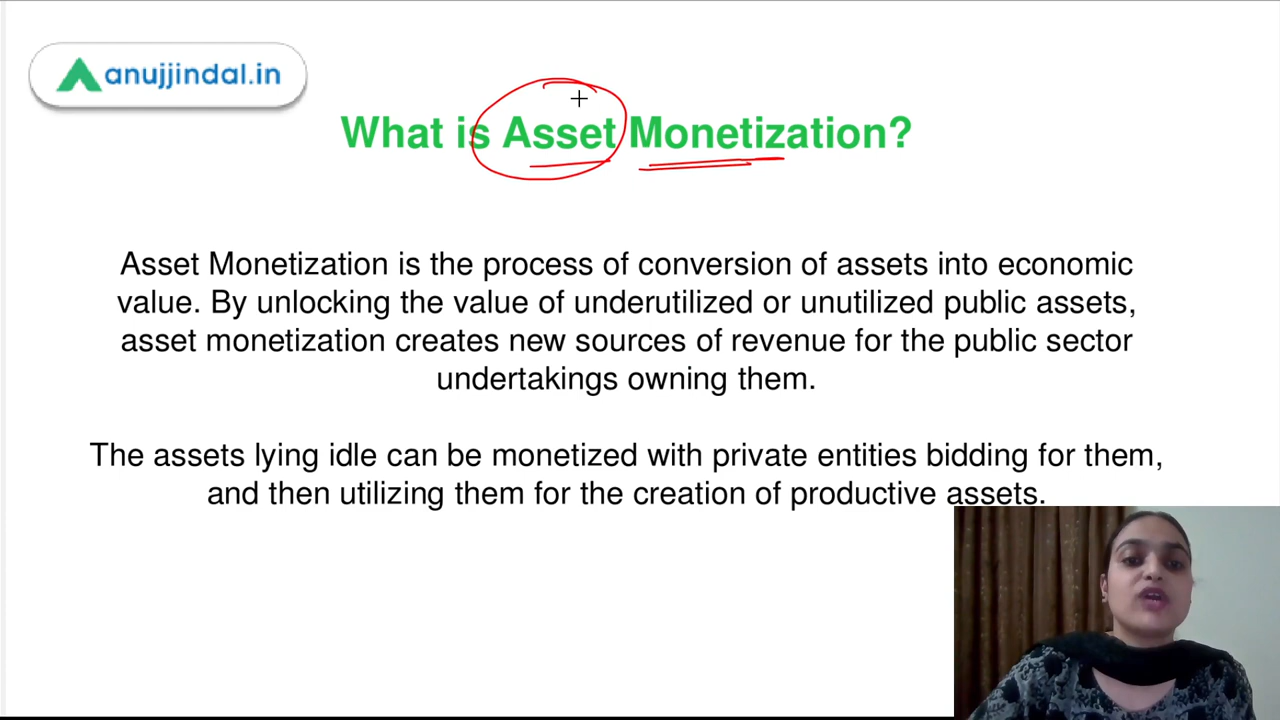 anujjindal.in
What is Asset Monetization?
Asset Monetization is the process of conversion of assets into economic
value. By unlocking the value of underutilized or unutilized public assets,
asset monetization creates new sources of revenue for the public sector
undertakings owning them.
The assets lying idle can be monetized with private entities bidding for them,
and then utilizing them for the creation of productive assets.